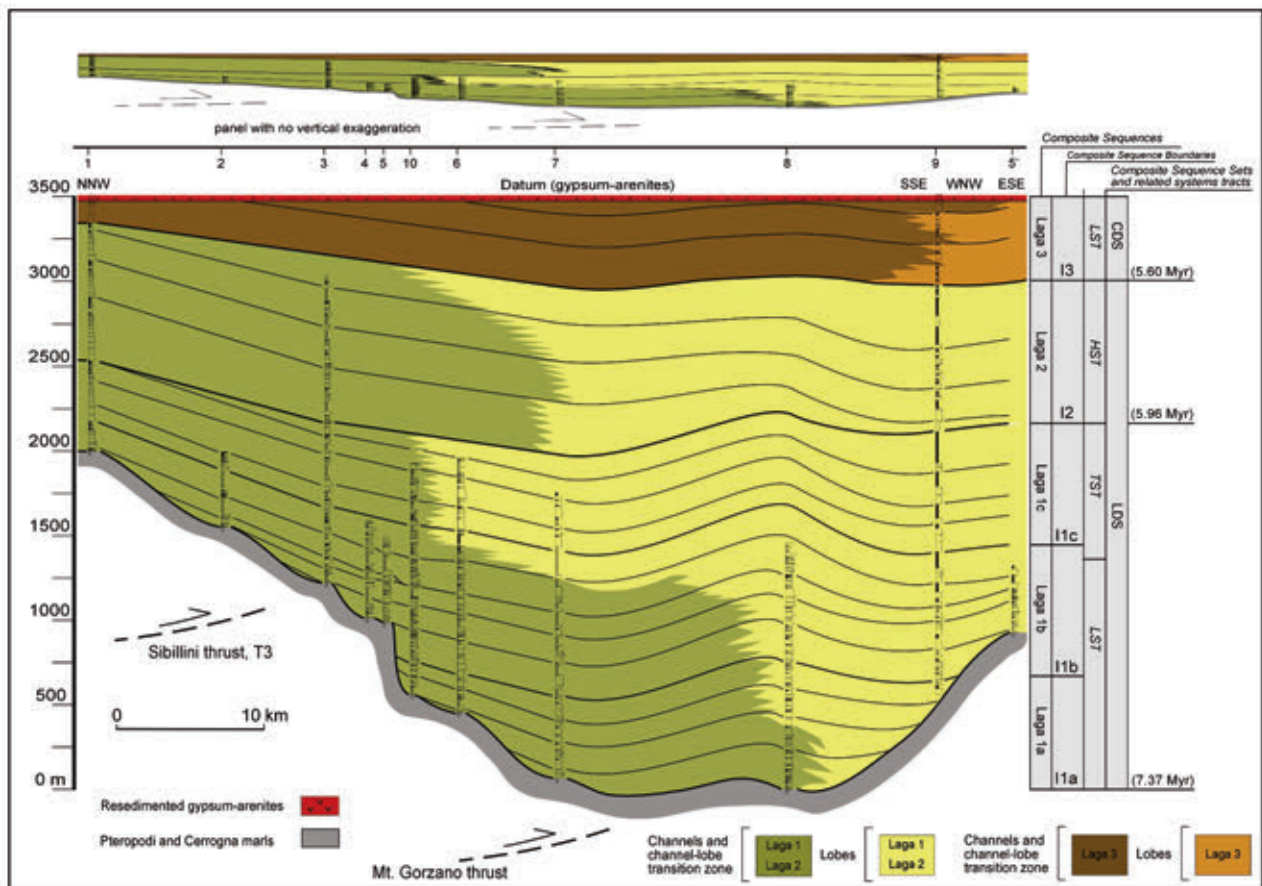 panel with no vertical exaggeration
1 2 3 4 5 10 6 7 8 9 5'
NNW Datum (gypsum-arenites) SSE WNW ESE
Composite Sequences
Composite Sequence Boundaries
Composite Sequence Sets
and related systems tracts
3500
3000
2500
2000
1500
1000
500
0 m
Laga 3
I3
LST
CDS
(5.60 Myr)
Laga 2
I2
HST
(5.96 Myr)
Laga 1c
I1c
TST
LDS
Laga 1b
I1b
LST
Laga 1a
I1a
(7.37 Myr)
Sibillini thrust, T3
0 10 km
Resedimented gypsum-arenites
Pteropodi and Cerrogna marls
Mt. Gorzano thrust
Channels and
channel-lobe
transition zone
Laga 1
Laga 2
Lobes
Laga 1
Laga 2
Channels and
channel-lobe
transition zone
Laga 3
Lobes
Laga 3